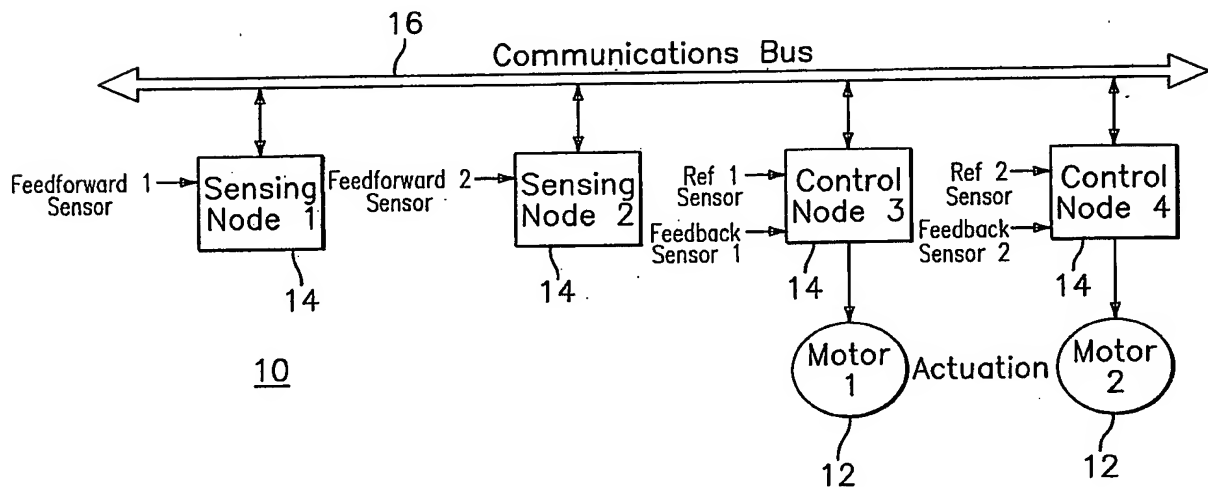 16
Communications Bus
Feedforward 1
Sensor
Sensing
Node 1
Feedforward 2
Sensor
Sensing
Node 2
Ref 1
Sensor
Feedback
Sensor 1
Control
Node 3
Ref 2
Sensor
Feedback
Sensor 2
Control
Node 4
14
14
14
14
10
Motor
1
Actuation
Motor
2
12
12